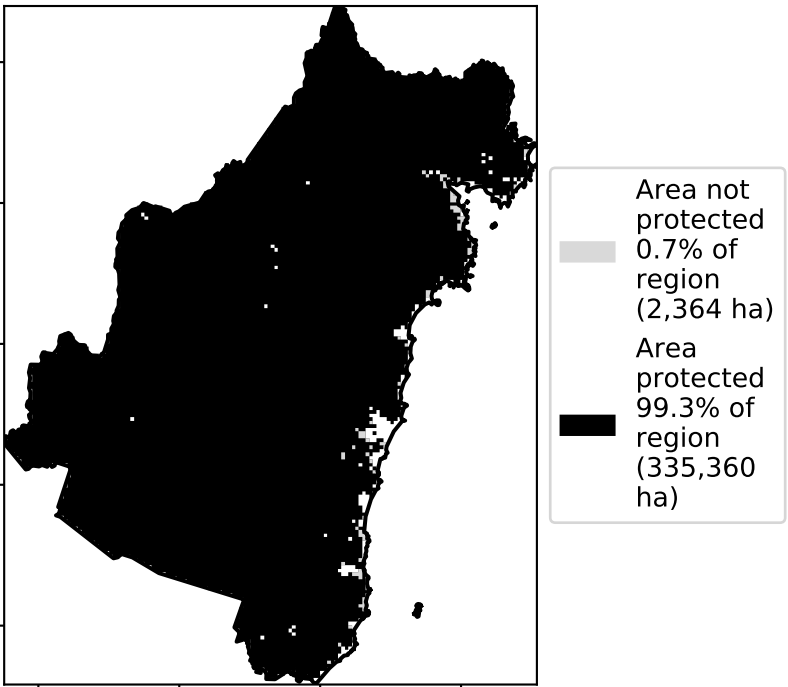 Area not
protected
0.7% of
region
(2,364 ha)
Area
protected
99.3% of
region
(335,360
ha)